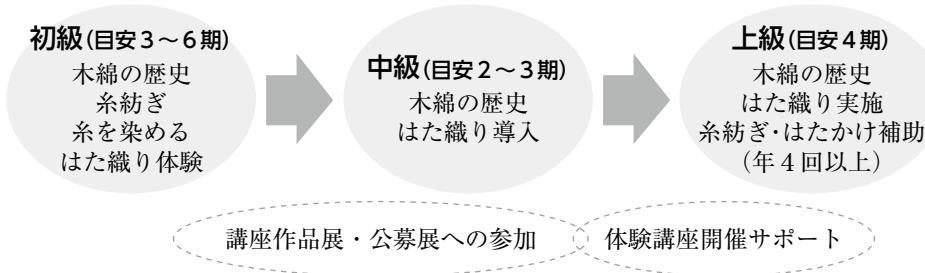 初級(目安3〜6期)
木綿の歴史
糸紡ぎ
糸を染める
はた織り体験
中級(目安2〜3期)
木綿の歴史
はた織り導入
上級(目安4期)
木綿の歴史
はた織り実施
糸紡ぎ・はたかけ補助
(年4回以上)
講座作品展・公募展への参加
体験講座開催サポート